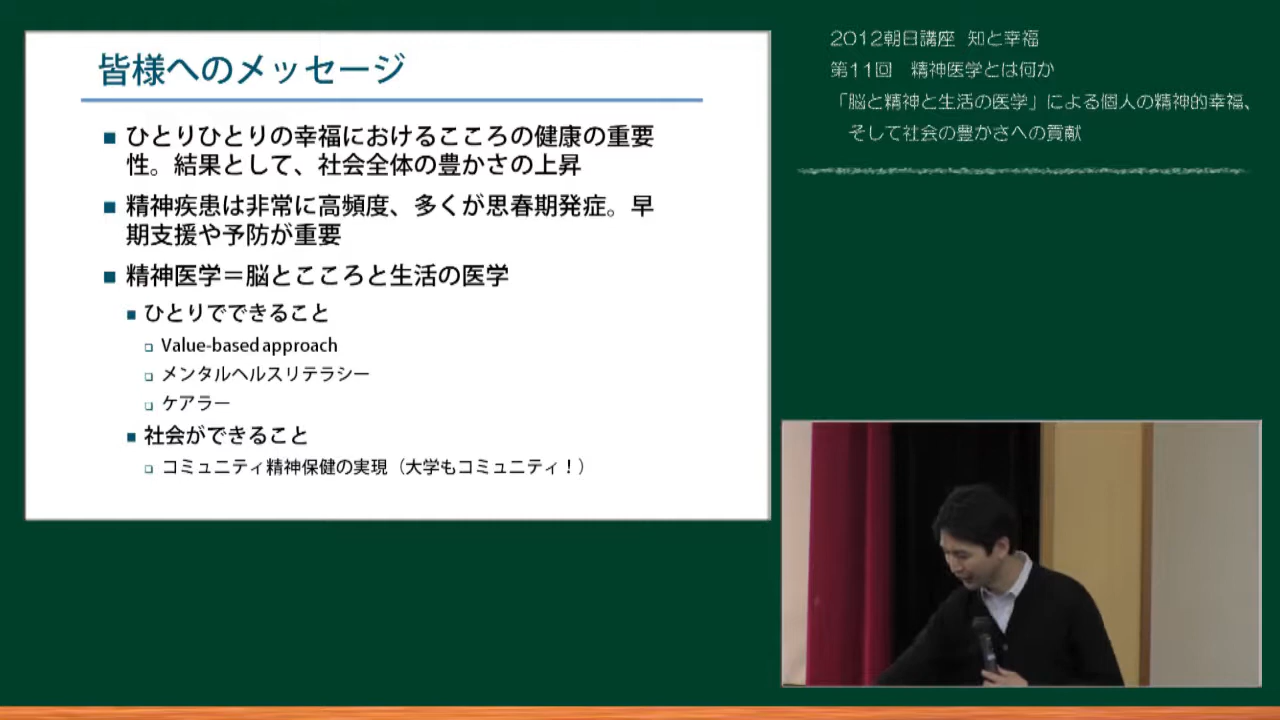 皆様へのメッセージ
■ ひとりひとりの幸福におけるこころの健康の重要
性。結果として、社会全体の豊かさの上昇
■ 精神疾患は非常に高頻度、多くが思春期発症。早
期支援や予防が重要
■ 精神医学＝脳とこころと生活の医学
■ ひとりでできること
❑ Value-based approach
❑ メンタルヘルスリテラシー
❑ ケアラー
■ 社会ができること
❑ コミュニティ精神保健の実現（大学もコミュニティ！）
2012朝日講座 知と幸福
第11回 精神医学とは何か
「脳と精神と生活の医学」による個人の精神的幸福、
そして社会の豊かさへの貢献